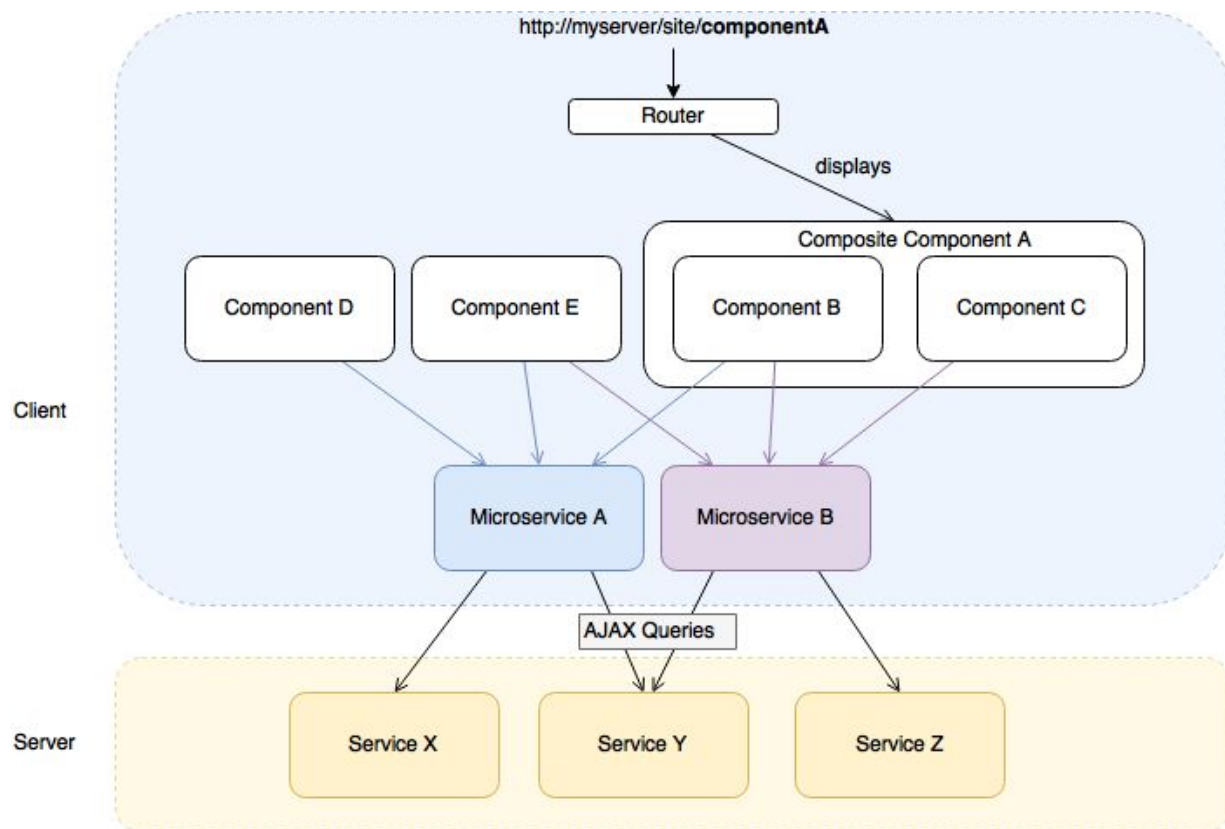 http://myserver/site/componentA
Router
displays
Composite Component A
Component D
Component E
Component B
Component C
Client
Microservice A
Microservice B
AJAX Queries
Server
Service X
Service Y
Service Z